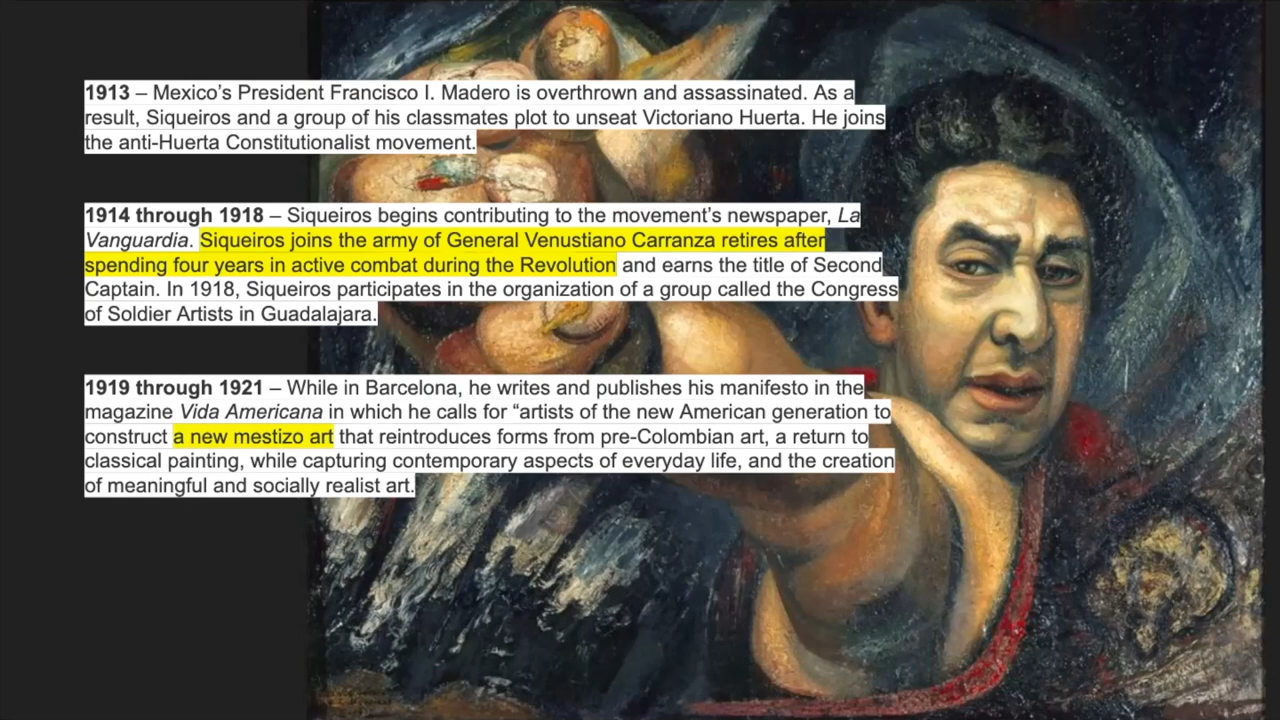 1913 – Mexico’s President Francisco I. Madero is overthrown and assassinated. As a
result, Siqueiros and a group of his classmates plot to unseat Victoriano Huerta. He joins
the anti-Huerta Constitutionalist movement.
1914 through 1918 – Siqueiros begins contributing to the movement’s newspaper, La
Vanguardia. Siqueiros joins the army of General Venustiano Carranza retires after
spending four years in active combat during the Revolution and earns the title of Second
Captain. In 1918, Siqueiros participates in the organization of a group called the Congress
of Soldier Artists in Guadalajara.
1919 through 1921 – While in Barcelona, he writes and publishes his manifesto in the
magazine Vida Americana in which he calls for “artists of the new American generation to
construct a new mestizo art that reintroduces forms from pre-Colombian art, a return to
classical painting, while capturing contemporary aspects of everyday life, and the creation
of meaningful and socially realist art.